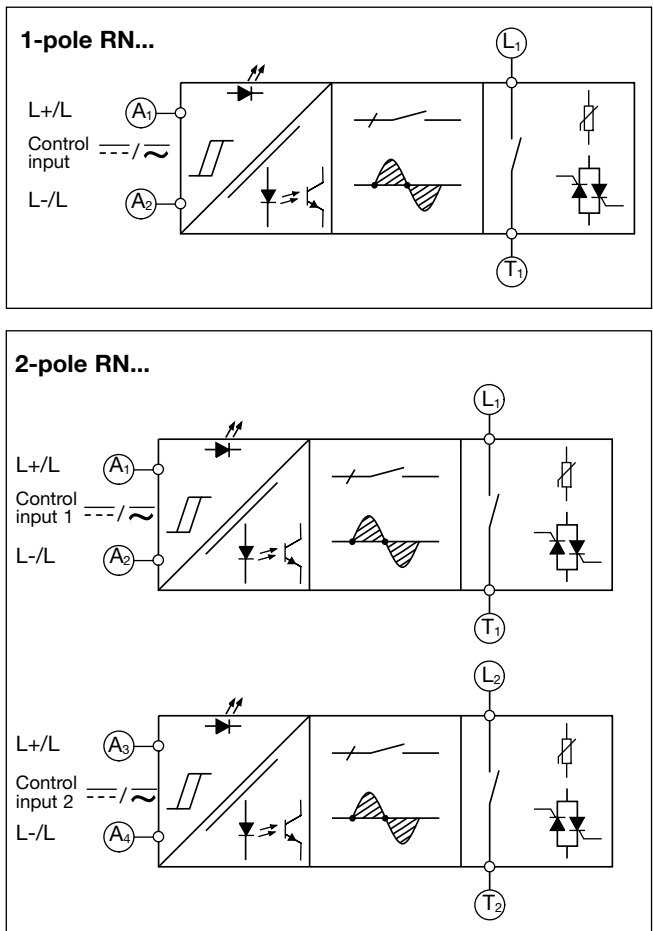 1-pole RN...
L1
L+/L
A1
Control
input
L-/L
A2
T1
2-pole RN...
L1
L+/L
A1
Control
input 1
L-/L
A2
T1
L2
L+/L
A3
Control
input 2
L-/L
A4
T2